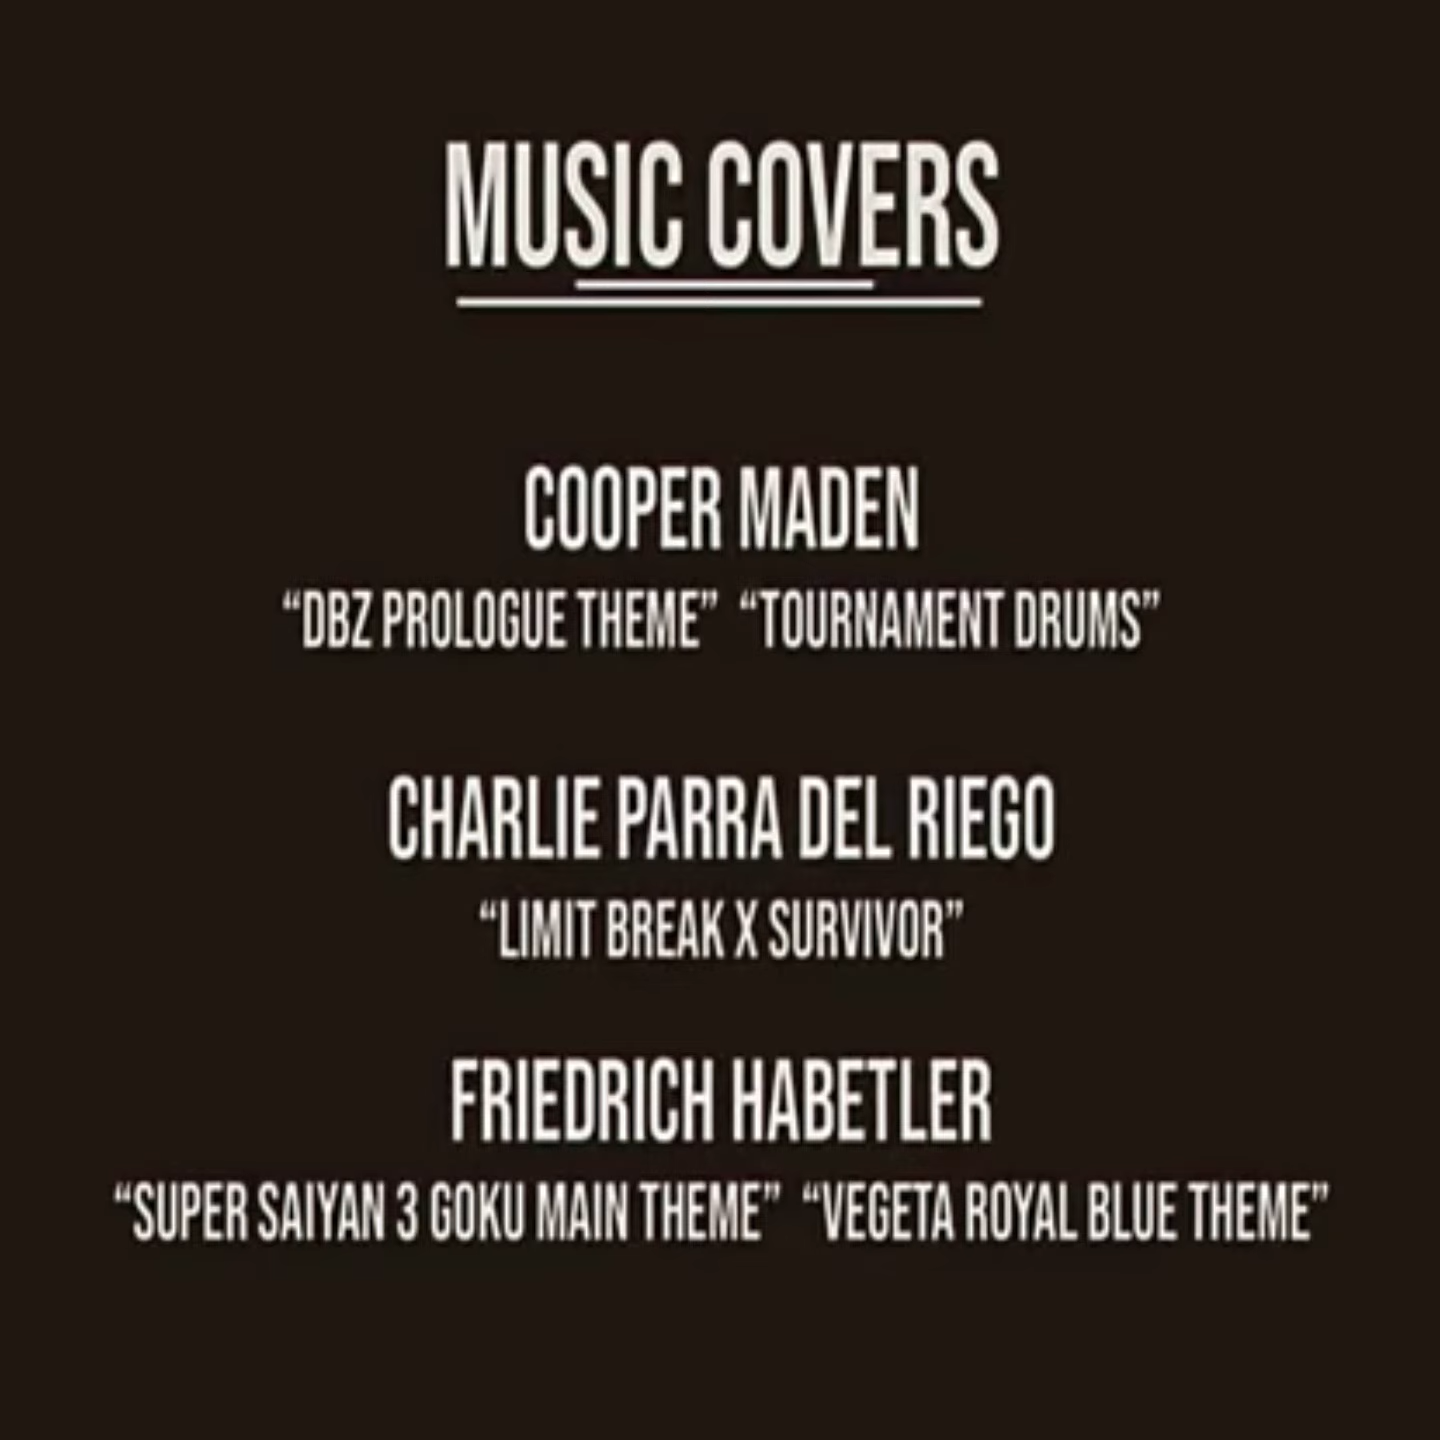 MUSIC COVERS
COOPER MADEN
“DBZ PROLOGUE THEME” “TOURNAMENT DRUMS”
CHARLIE PARRA DEL RIEGO
“LIMIT BREAK X SURVIVOR”
FRIEDRICH HABETLER
“SUPER SAIYAN 3 GOKU MAIN THEME” “VEGETA ROYAL BLUE THEME”